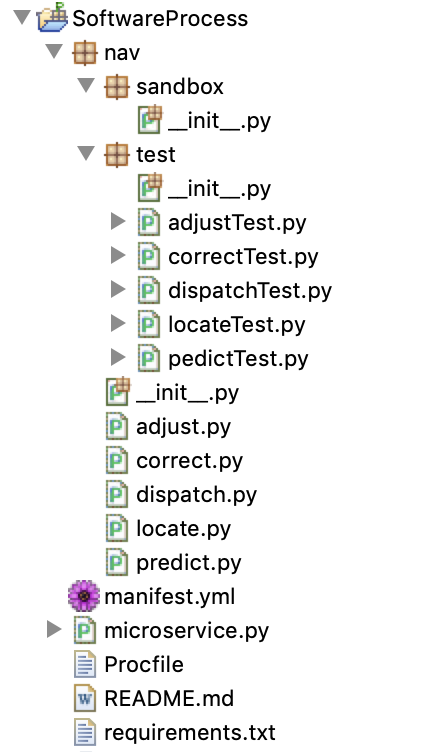 SoftwareProcess
nav
sandbox
__init__.py
test
__init__.py
adjustTest.py
correctTest.py
dispatchTest.py
locateTest.py
pedictTest.py
__init__.py
adjust.py
correct.py
dispatch.py
locate.py
predict.py
manifest.yml
microservice.py
Procfile
README.md
requirements.txt